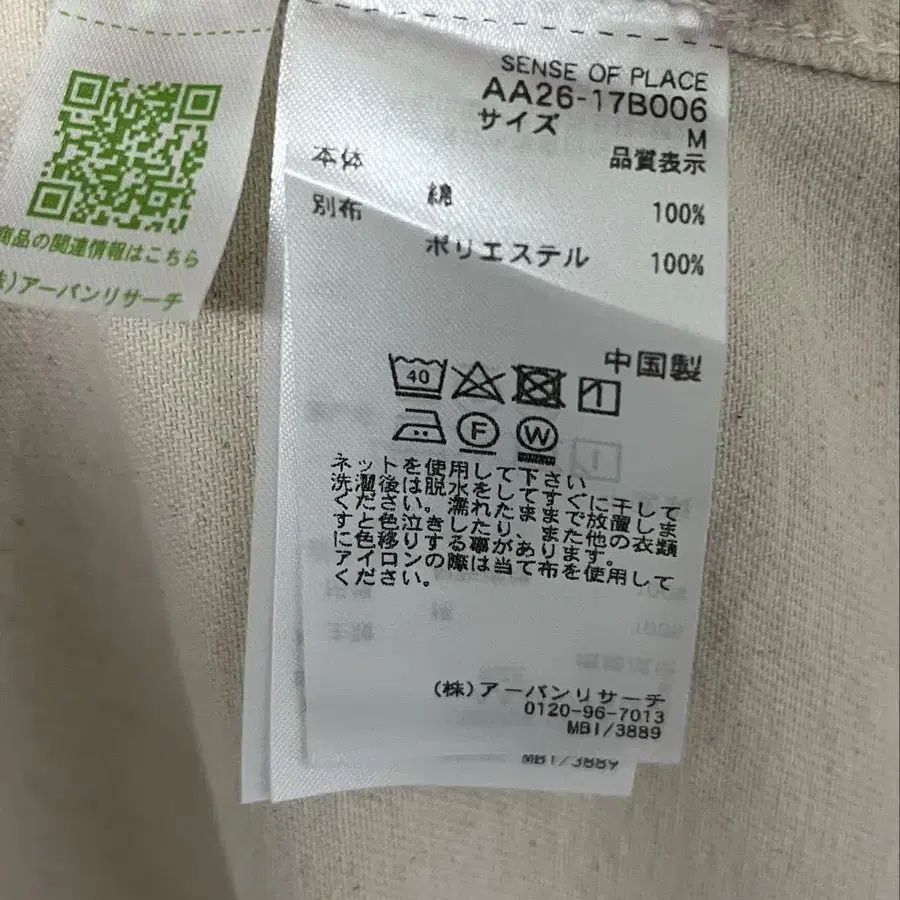 商品の関連情報はこちら
(株)アーバンリサーチ
SENSE OF PLACE
AA26-17B006
サイズ M
品質表示
本体 綿 100%
別布 ポリエステル 100%
中国製
40
F W
ネットを使用して下さい
洗濯後は脱水をしてすぐに干して
ください。濡れたままで放置しま
すと色泣きしたり、また他の衣類
に色移りする事があります。
アイロンの際は当て布を使用して
ください。
(株)アーバンリサーチ
0120-96-7013
MBI/3889
MBI/3889